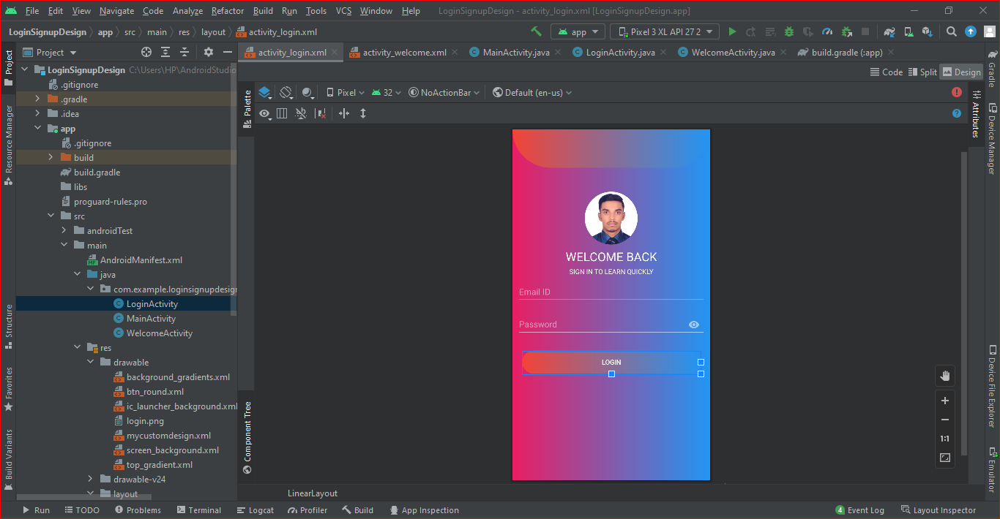 File Edit View Navigate Code Analyze Refactor Build Run Tools VCS Window Help LoginSignupDesign - activity_login.xml [LoginSignupDesign.app]
LoginSignupDesign app src main res layout activity_login.xml app Pixel 3 XL API 27 2
Project
activity_login.xml activity_welcome.xml MainActivity.java LoginActivity.java WelcomeActivity.java build.gradle (:app)
Code Split Design
Pixel 32 NoActionBar Default (en-us)
Project
Resource Manager
Structure
Favorites
Build Variants
LoginSignupDesign C:\Users\HP\AndroidStudio
.gitignore
.gradle
.idea
app
.gitignore
build
build.gradle
libs
proguard-rules.pro
src
androidTest
main
AndroidManifest.xml
java
com.example.loginsignupdesign
LoginActivity
MainActivity
WelcomeActivity
res
drawable
background_gradients.xml
btn_round.xml
ic_launcher_background.xml
login.png
mycustomdesign.xml
screen_background.xml
top_gradient.xml
drawable-v24
layout
Palette
Component Tree
WELCOME BACK
SIGN IN TO LEARN QUICKLY
Email ID
Password
LOGIN
1:1
Attributes
Gradle
Device Manager
Device File Explorer
Emulator
LinearLayout
Run TODO Problems Terminal Logcat Profiler Build App Inspection 4 Event Log Layout Inspector